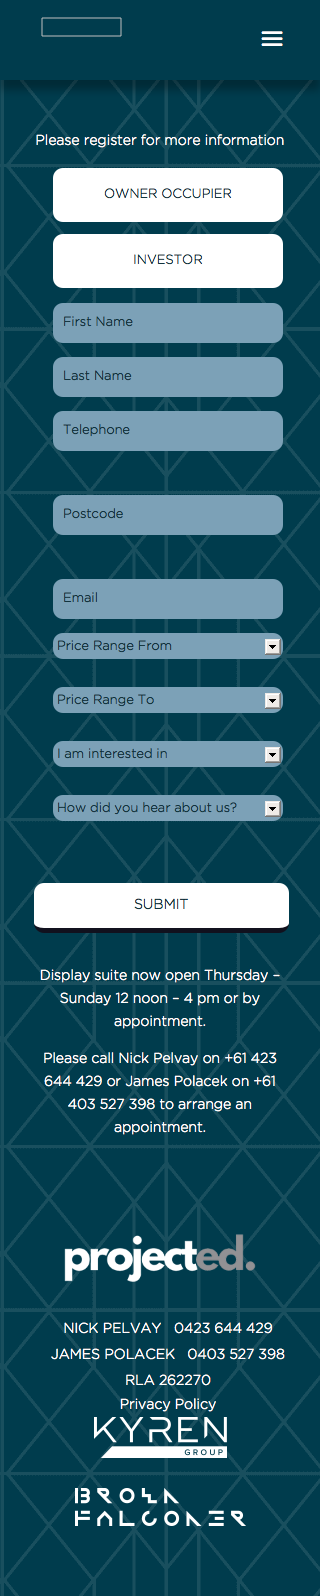 Please register for more information
OWNER OCCUPIER
INVESTOR
First Name
Last Name
Telephone
Postcode
Email
Price Range From
Price Range To
I am interested in
How did you hear about us?
SUBMIT
Display suite now open Thursday –
Sunday 12 noon – 4 pm or by
appointment.
Please call Nick Pelvay on +61 423
644 429 or James Polacek on +61
403 527 398 to arrange an
appointment.
projected.
NICK PELVAY 0423 644 429
JAMES POLACEK 0403 527 398
RLA 262270
Privacy Policy
KYREN
GROUP
BROWN
FALCONER